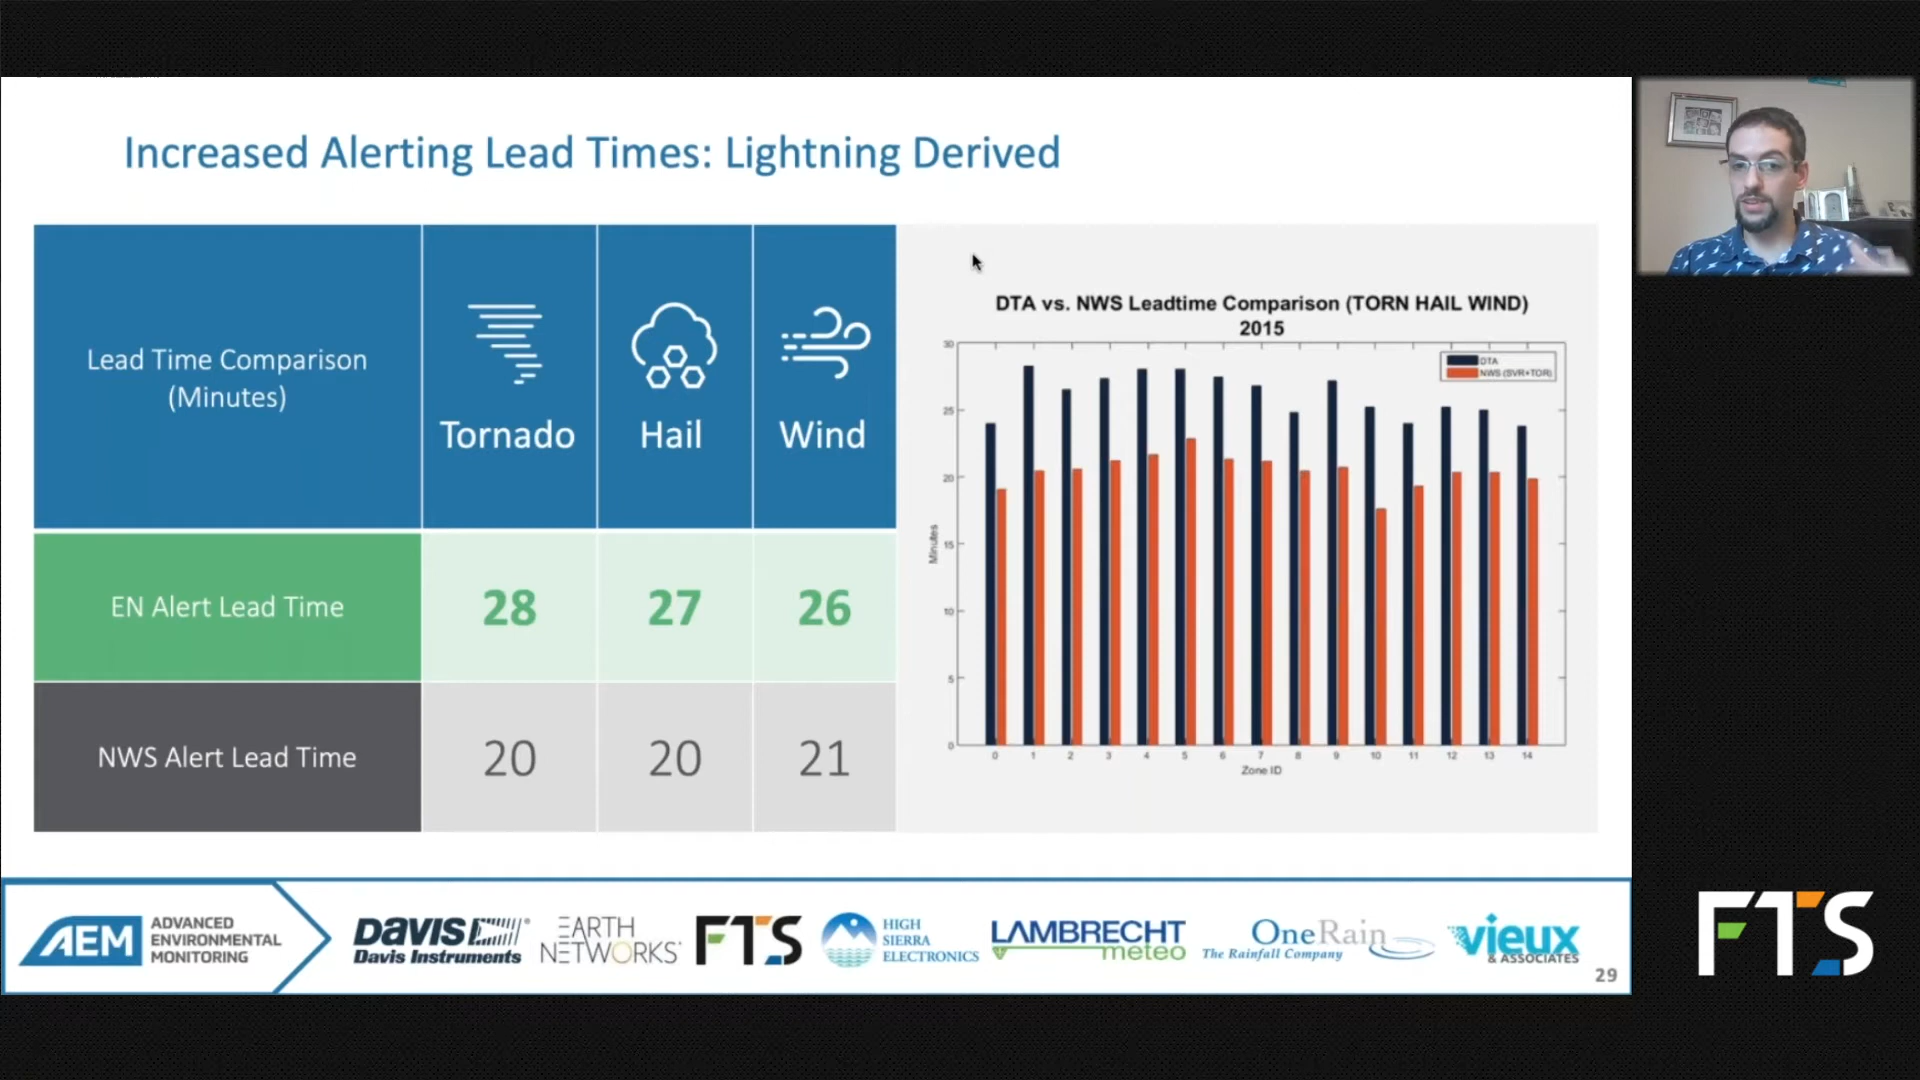 Increased Alerting Lead Times: Lightning Derived
Lead Time Comparison
(Minutes)
Tornado
Hail
Wind
EN Alert Lead Time
28
27
26
NWS Alert Lead Time
20
20
21
DTA vs. NWS Leadtime Comparison (TORN HAIL WIND)
2015
DTA
NWS (SVR+TOR)
Minutes
30
25
20
15
10
5
0
0 1 2 3 4 5 6 7 8 9 10 11 12 13 14
Zone ID
AEM
ADVANCED
ENVIRONMENTAL
MONITORING
DAVIS
Davis Instruments
EARTH
NETWORKS
FTS
HIGH
SIERRA
ELECTRONICS
LAMBRECHT
meteo
OneRain
The Rainfall Company
vieux
& ASSOCIATES
29
FTS